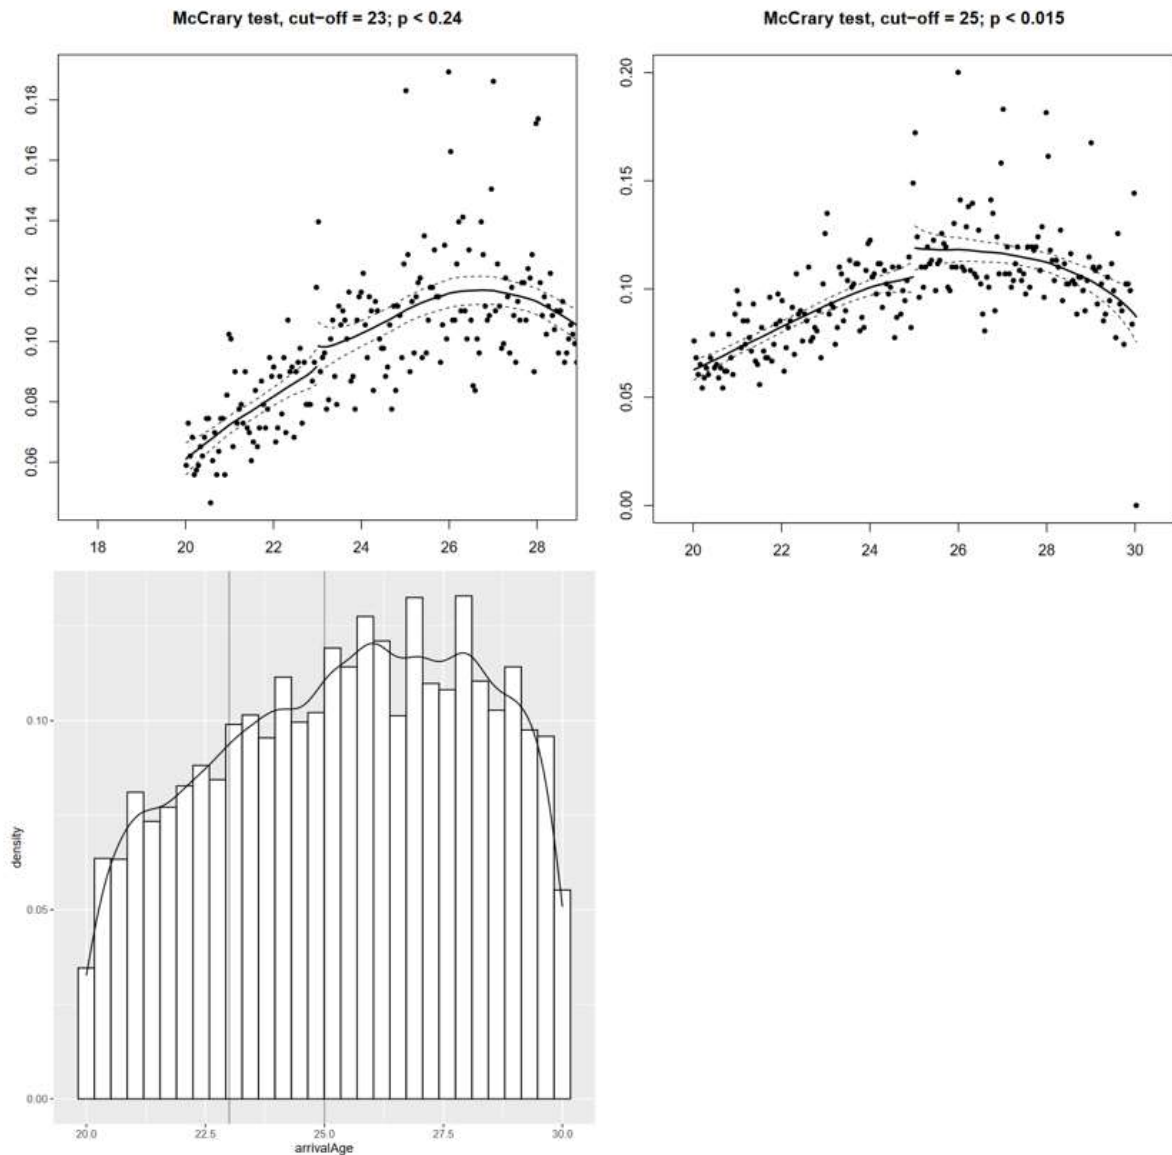 McCrary test, cut−off = 23; p < 0.24
0.18
0.16
0.14
0.12
0.10
0.08
0.06
18 20 22 24 26 28
McCrary test, cut−off = 25; p < 0.015
0.20
0.15
0.10
0.05
0.00
20 22 24 26 28 30
density
0.10
0.05
0.00
20.0 22.5 25.0 27.5 30.0
arrivalAge